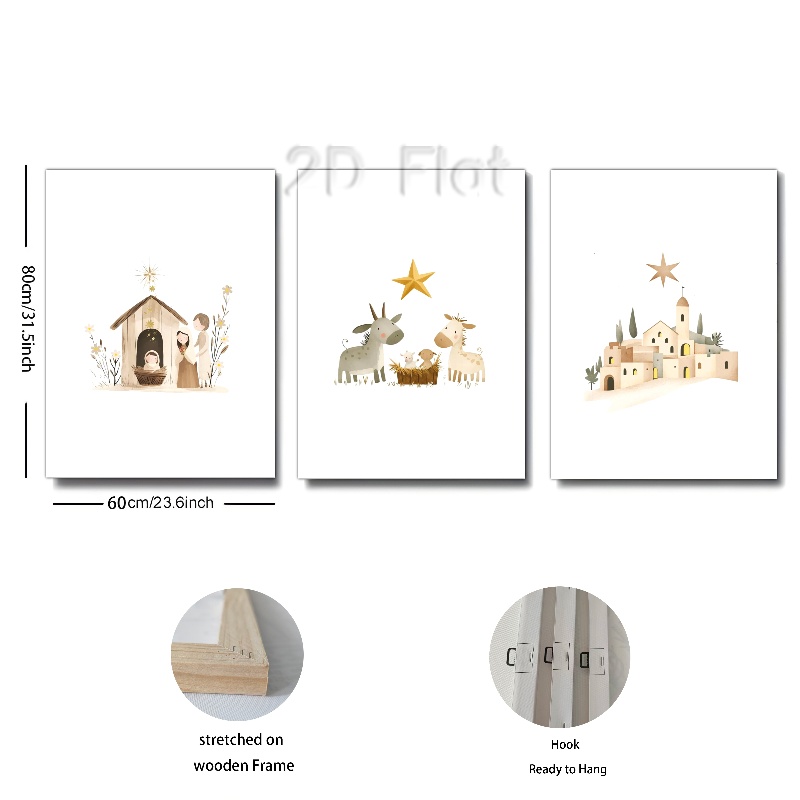 2D Flat
80cm/31.5inch
60cm/23.6inch
stretched on
wooden Frame
Hook
Ready to Hang